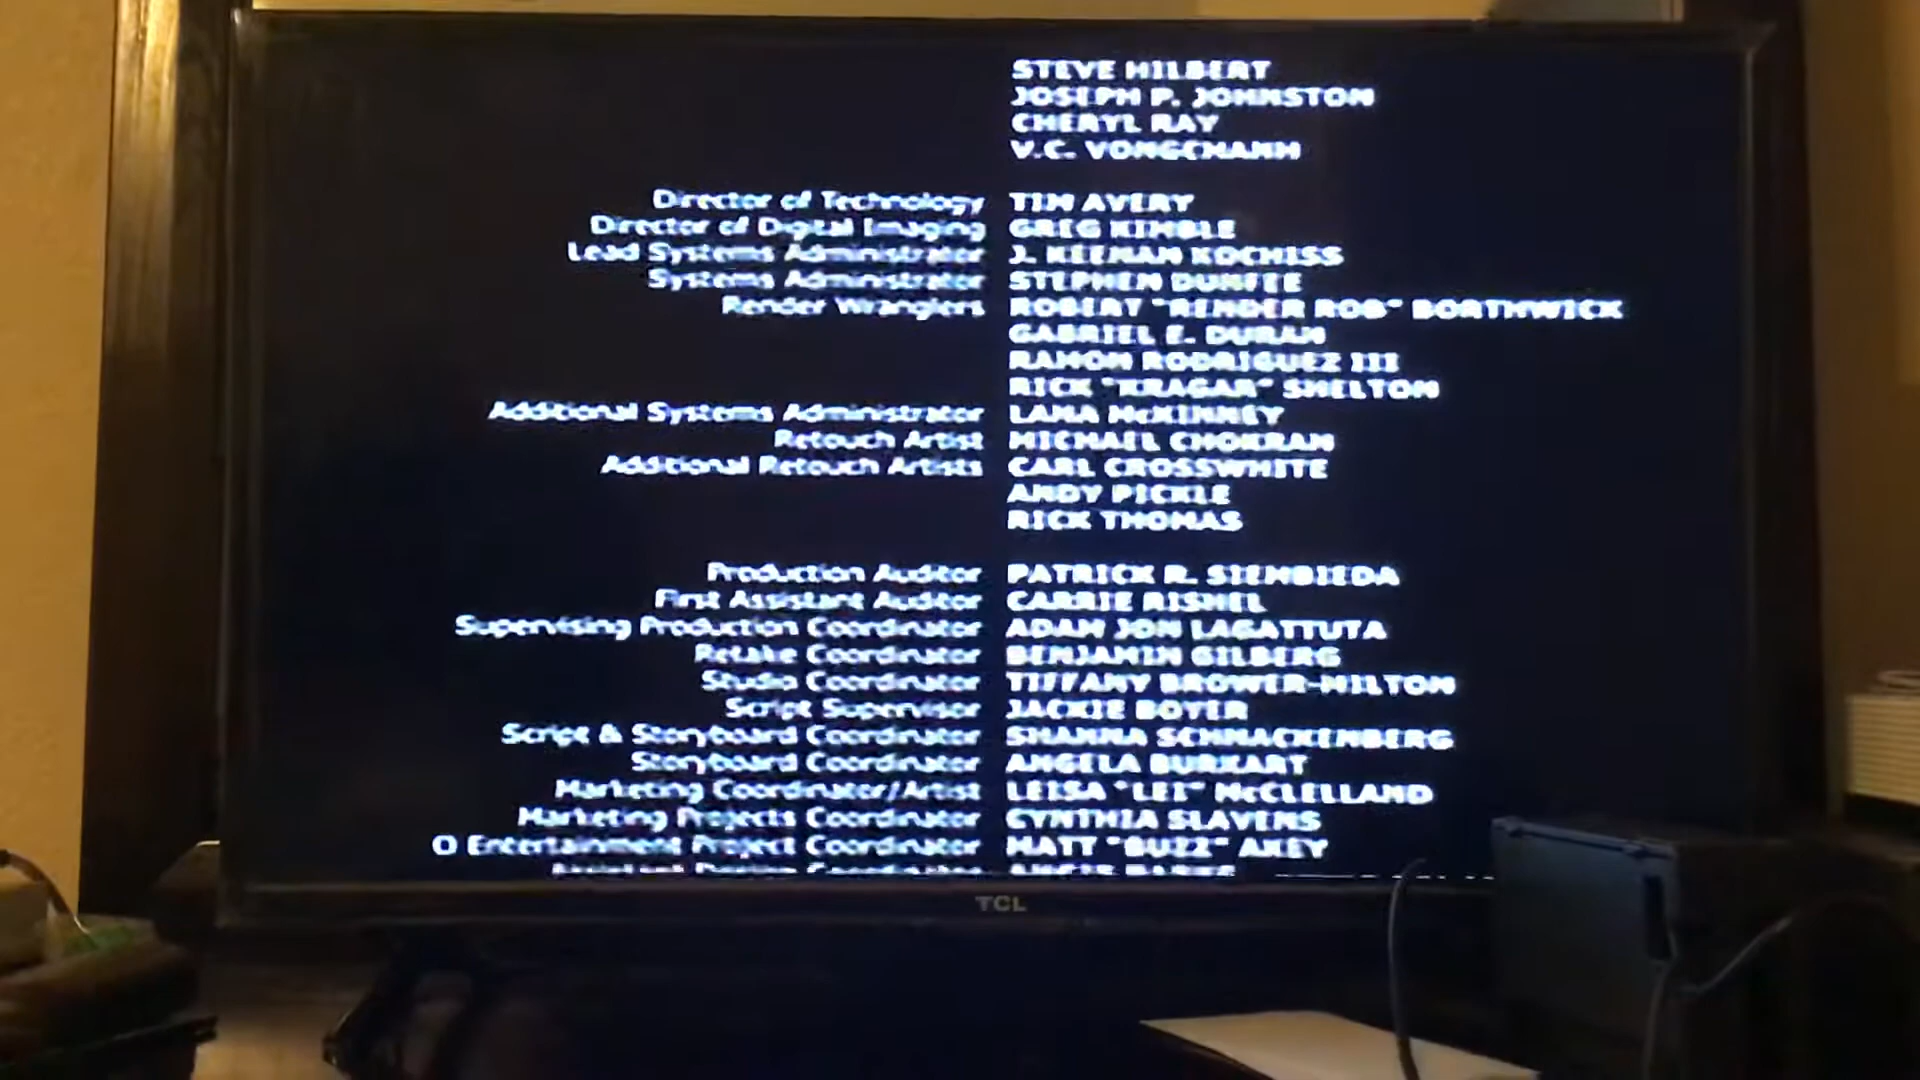 STEVE HILBERT
JOSEPH P. JOHNSTON
CHERYL RAY
V.C. VONGCHANH
Director of Technology TIM AVERY
Director of Digital Imaging GREG KIMBLE
Lead Systems Administrator J. KEENAN KOCHISS
Systems Administrator STEPHEN DUNFEE
Render Wranglers ROBERT "RENDER ROB" BORTHWICK
GABRIEL E. DURAN
RAMON RODRIGUEZ III
RICK "KRAGAR" SHELTON
Additional Systems Administrator LANA McKINNEY
Retouch Artist MICHAEL CHOKRAN
Additional Retouch Artists CARL CROSSWHITE
ANDY PICKLE
RICK THOMAS
Production Auditor PATRICK R. SIEMBIEDA
First Assistant Auditor CARRIE RISHEL
Supervising Production Coordinator ADAM JON LAGATTUTA
Retake Coordinator BENJAMIN GILBERG
Studio Coordinator TIFFANY BROWER-HILTON
Script Supervisor JACKIE BOYER
Script & Storyboard Coordinator SHANNA SCHNACKENBERG
Storyboard Coordinator ANGELA BURKART
Marketing Coordinator/Artist LEISA "LEI" McCLELLAND
Marketing Projects Coordinator CYNTHIA SLAVENS
O Entertainment Project Coordinator MATT "BUZZ" AKEY
Assistant Design Coordinator
TCL